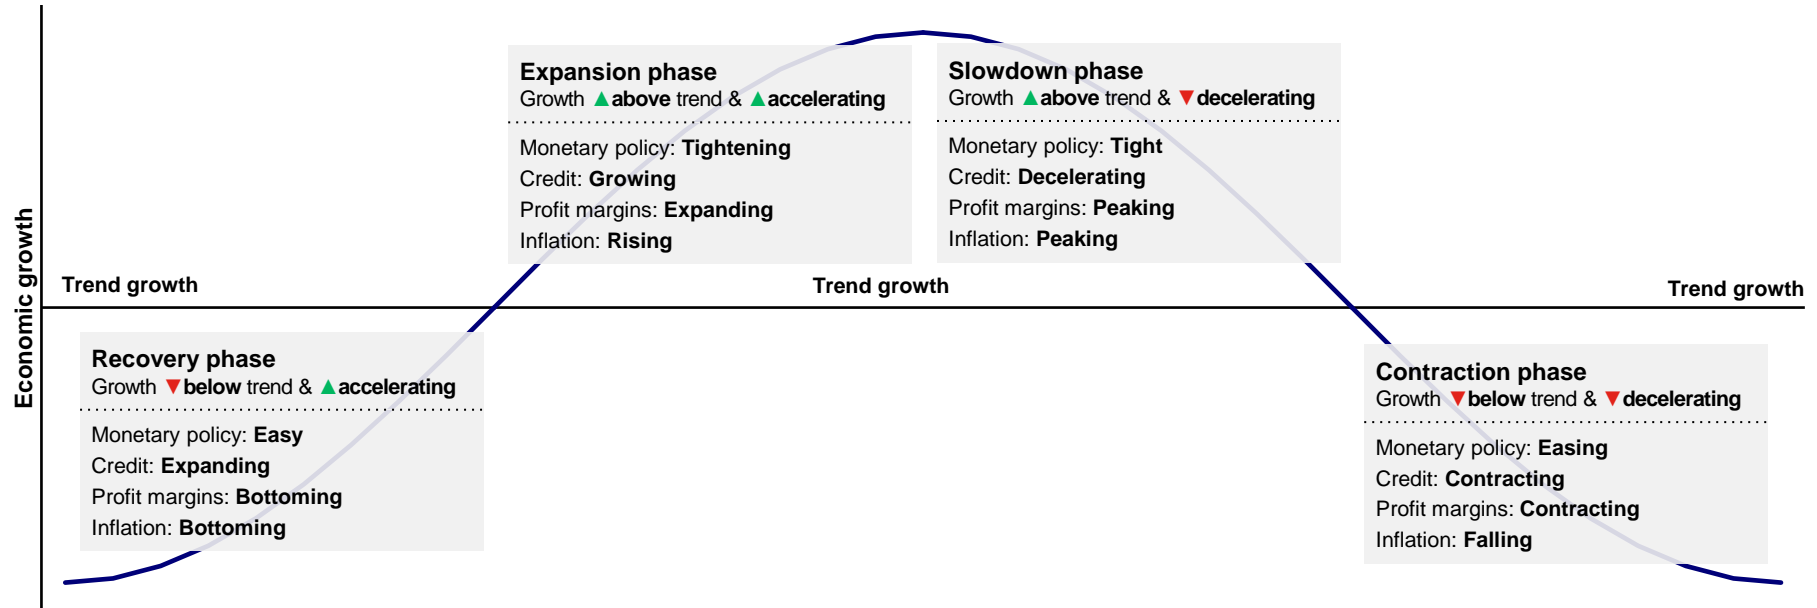 Economic growth
Expansion phase
Growth ▲above trend & ▲accelerating
Monetary policy: Tightening
Credit: Growing
Profit margins: Expanding
Inflation: Rising
Slowdown phase
Growth ▲above trend & ▼decelerating
Monetary policy: Tight
Credit: Decelerating
Profit margins: Peaking
Inflation: Peaking
Trend growth
Trend growth
Trend growth
Recovery phase
Growth ▼below trend & ▲accelerating
Monetary policy: Easy
Credit: Expanding
Profit margins: Bottoming
Inflation: Bottoming
Contraction phase
Growth ▼below trend & ▼decelerating
Monetary policy: Easing
Credit: Contracting
Profit margins: Contracting
Inflation: Falling